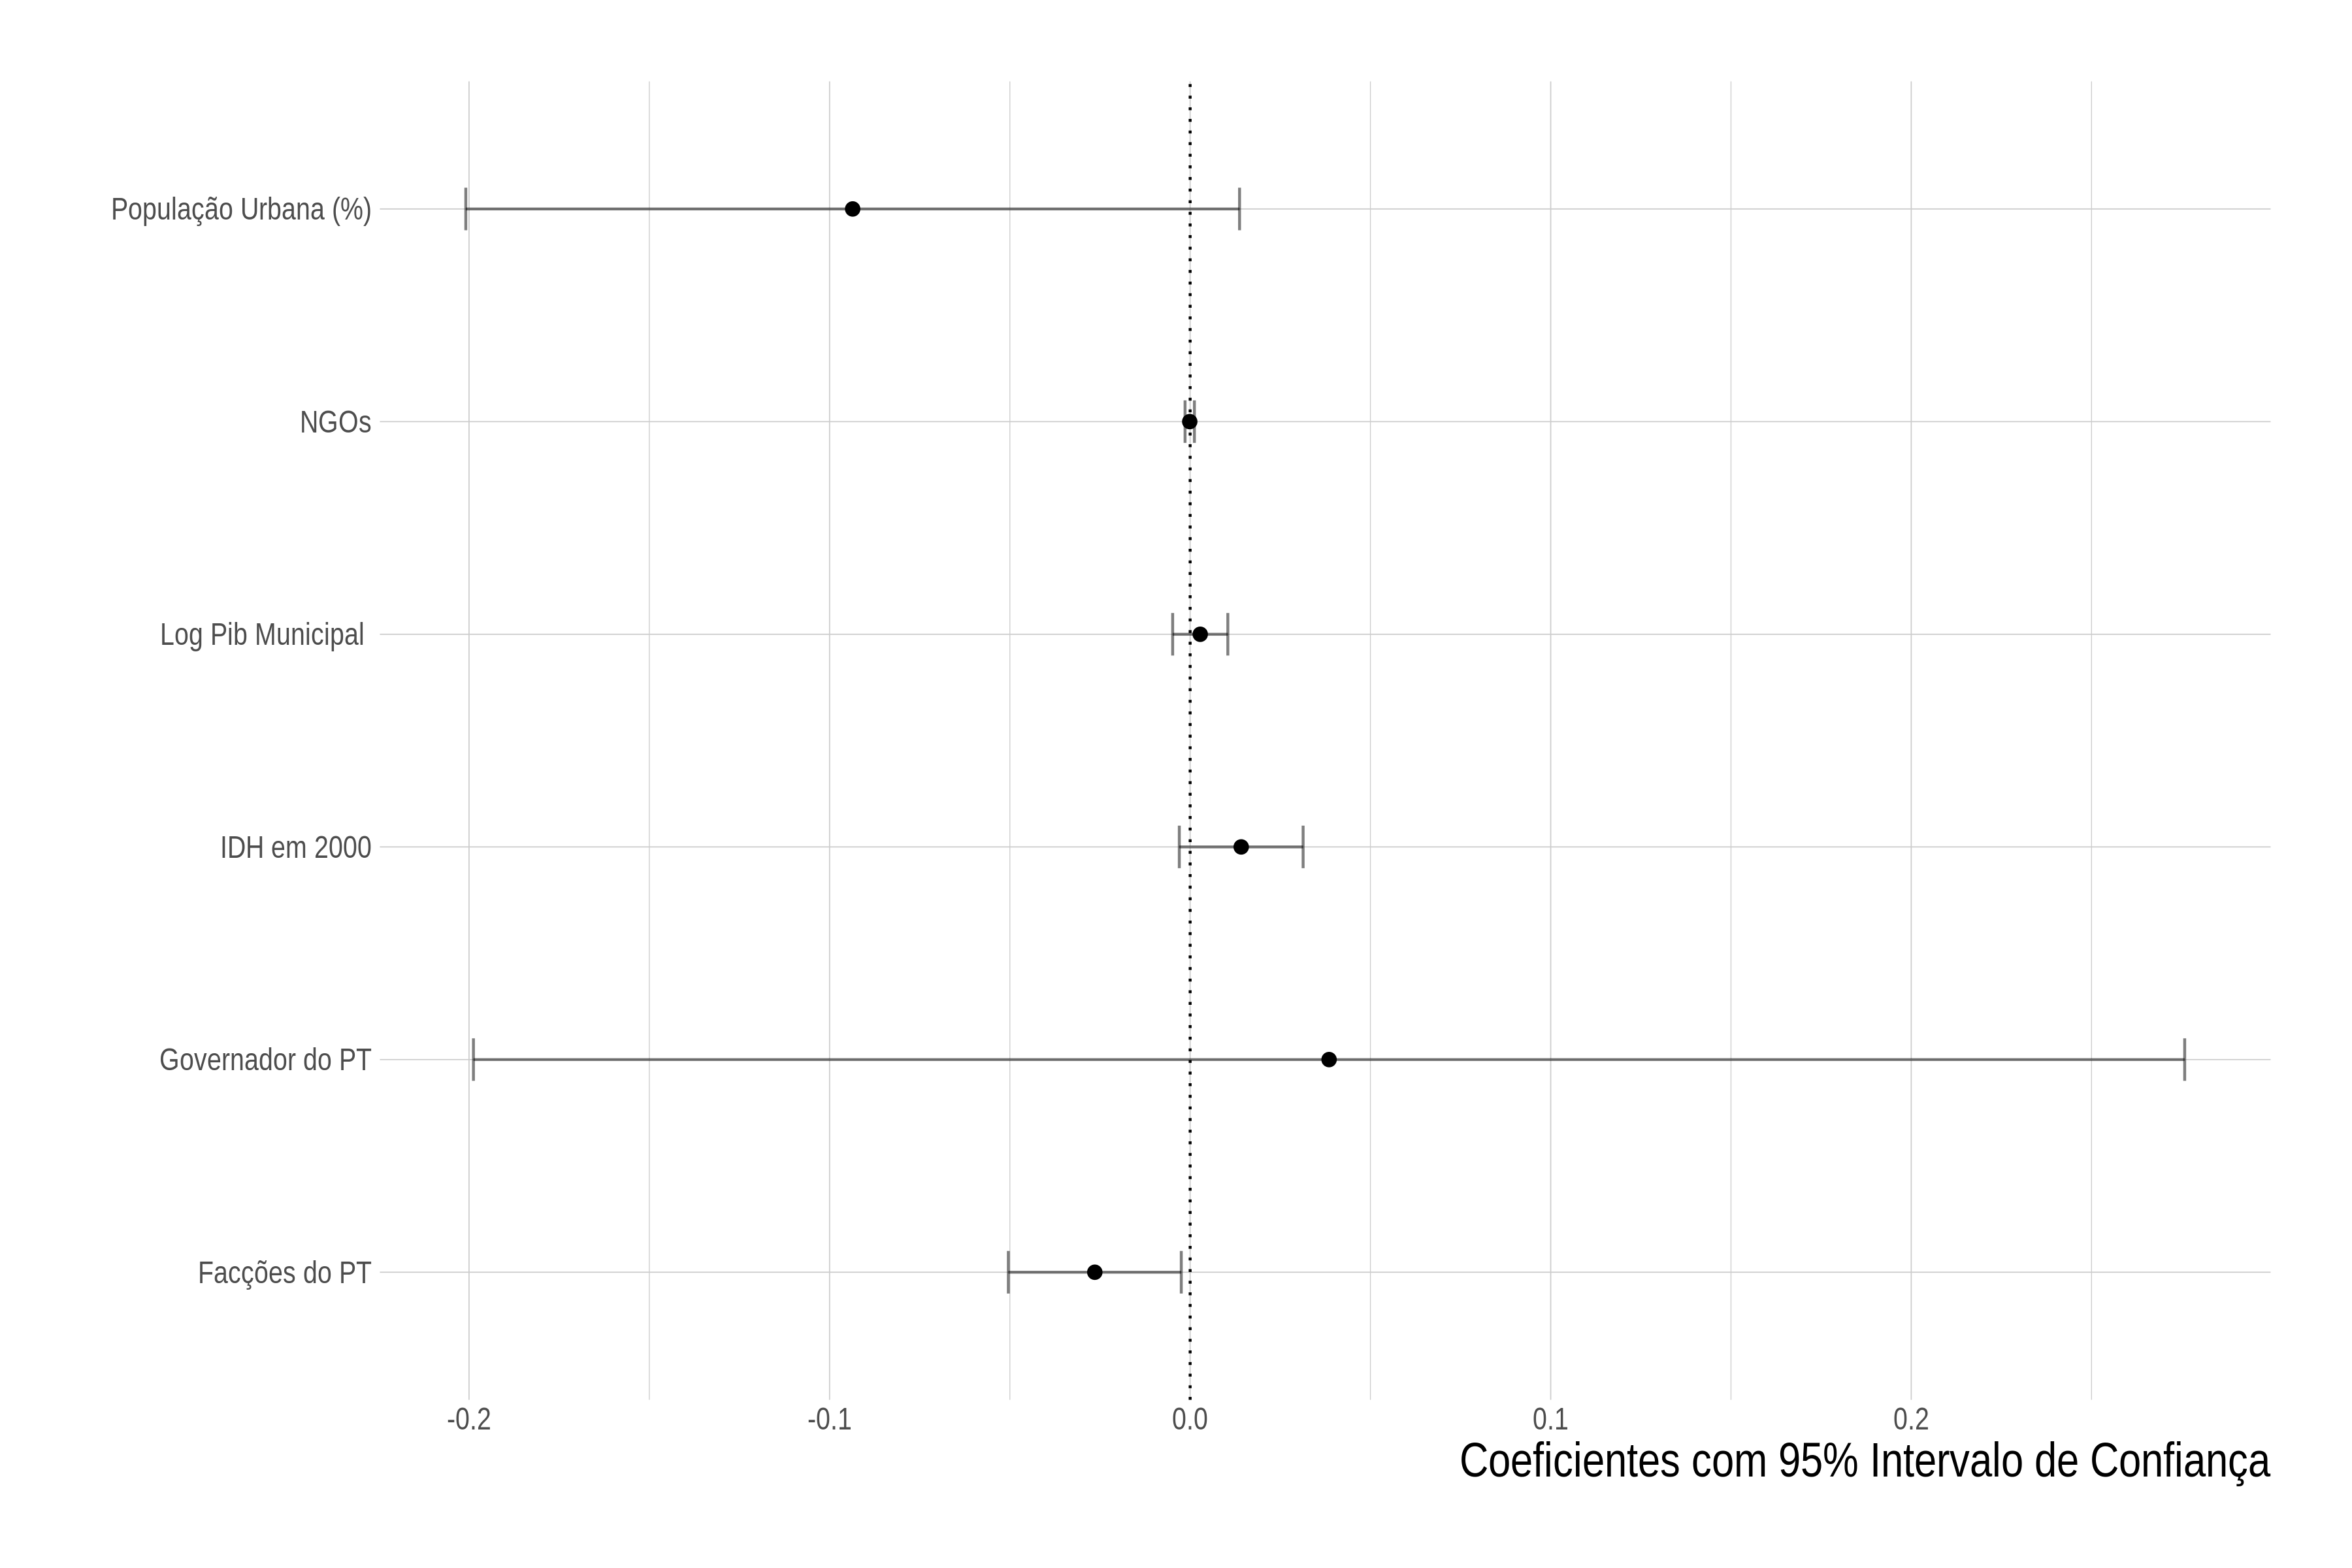 População Urbana (%)
NGOs
Log Pib Municipal
IDH em 2000
Governador do PT
Facções do PT
-0.2 -0.1 0.0 0.1 0.2
Coeficientes com 95% Intervalo de Confiança